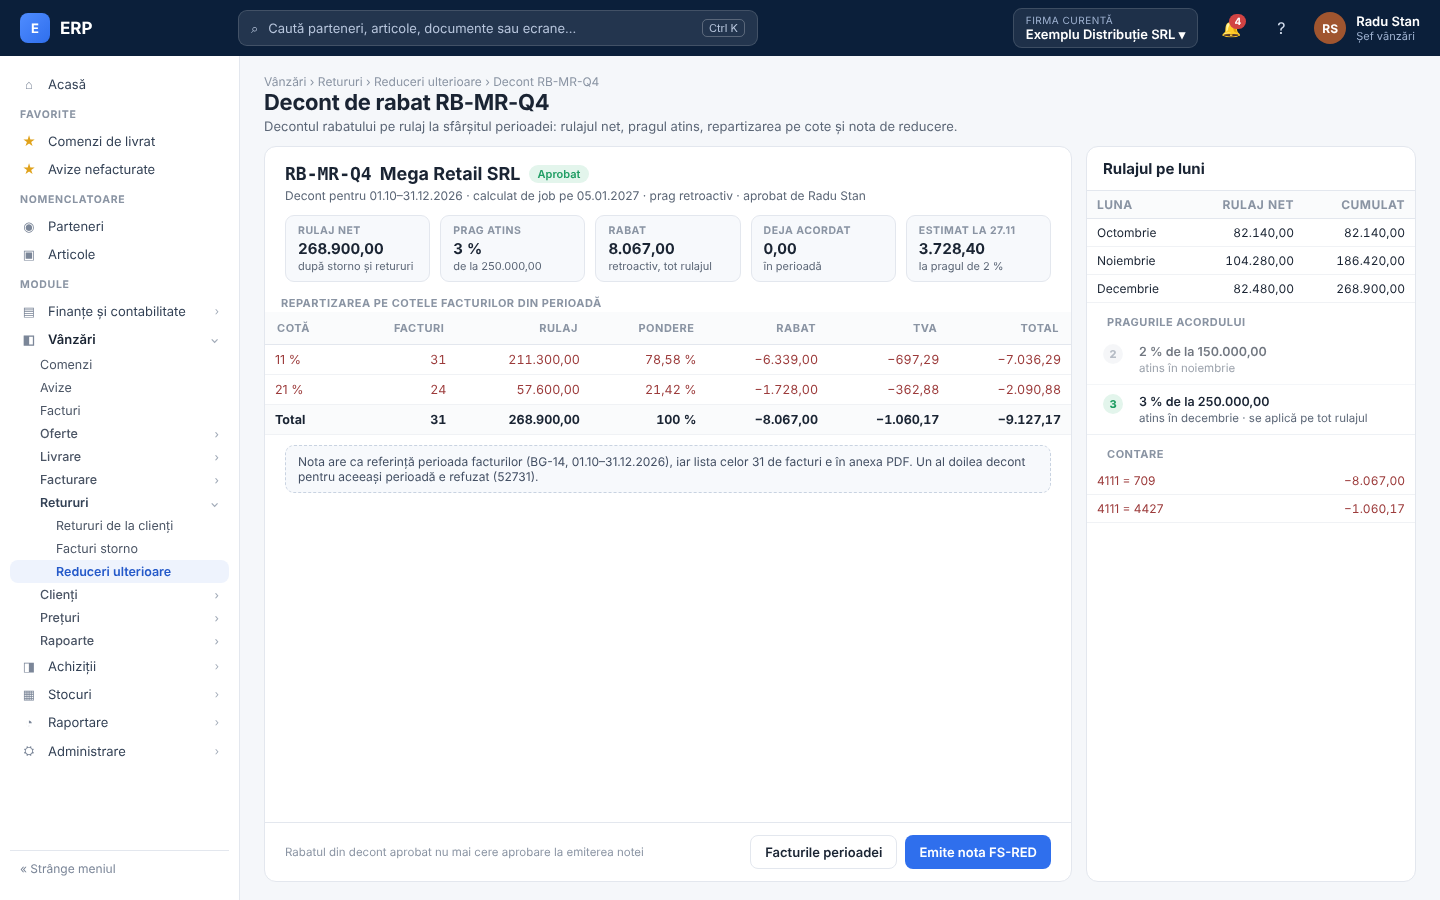 E ERP
Caută parteneri, articole, documente sau ecrane... Ctrl K
FIRMA CURENTĂ
Exemplu Distribuție SRL ▾
4
?
RS
Radu Stan
Șef vânzări
Acasă
FAVORITE
★ Comenzi de livrat
★ Avize nefacturate
NOMENCLATOARE
Parteneri
Articole
MODULE
Finanțe și contabilitate ›
Vânzări
Comenzi
Avize
Facturi
Oferte ›
Livrare ›
Facturare ›
Retururi
Retururi de la clienți
Facturi storno
Reduceri ulterioare
Clienți ›
Prețuri ›
Rapoarte ›
Achiziții ›
Stocuri ›
Raportare ›
Administrare ›
« Strânge meniul
Vânzări › Retururi › Reduceri ulterioare › Decont RB-MR-Q4
Decont de rabat RB-MR-Q4
Decontul rabatului pe rulaj la sfârșitul perioadei: rulajul net, pragul atins, repartizarea pe cote și nota de reducere.
RB-MR-Q4 Mega Retail SRL Aprobat
Decont pentru 01.10–31.12.2026 · calculat de job pe 05.01.2027 · prag retroactiv · aprobat de Radu Stan
RULAJ NET
268.900,00
după storno și retururi
PRAG ATINS
3 %
de la 250.000,00
RABAT
8.067,00
retroactiv, tot rulajul
DEJA ACORDAT
0,00
în perioadă
ESTIMAT LA 27.11
3.728,40
la pragul de 2 %
REPARTIZAREA PE COTELE FACTURILOR DIN PERIOADĂ
COTĂ FACTURI RULAJ PONDERE RABAT TVA TOTAL
11 % 31 211.300,00 78,58 % −6.339,00 −697,29 −7.036,29
21 % 24 57.600,00 21,42 % −1.728,00 −362,88 −2.090,88
Total 31 268.900,00 100 % −8.067,00 −1.060,17 −9.127,17
Nota are ca referință perioada facturilor (BG-14, 01.10–31.12.2026), iar lista celor 31 de facturi e în anexa PDF. Un al doilea decont
pentru aceeași perioadă e refuzat (52731).
Rabatul din decont aprobat nu mai cere aprobare la emiterea notei
Facturile perioadei
Emite nota FS-RED
Rulajul pe luni
LUNA RULAJ NET CUMULAT
Octombrie 82.140,00 82.140,00
Noiembrie 104.280,00 186.420,00
Decembrie 82.480,00 268.900,00
PRAGURILE ACORDULUI
2 2 % de la 150.000,00
atins în noiembrie
3 3 % de la 250.000,00
atins în decembrie · se aplică pe tot rulajul
CONTARE
4111 = 709 −8.067,00
4111 = 4427 −1.060,17